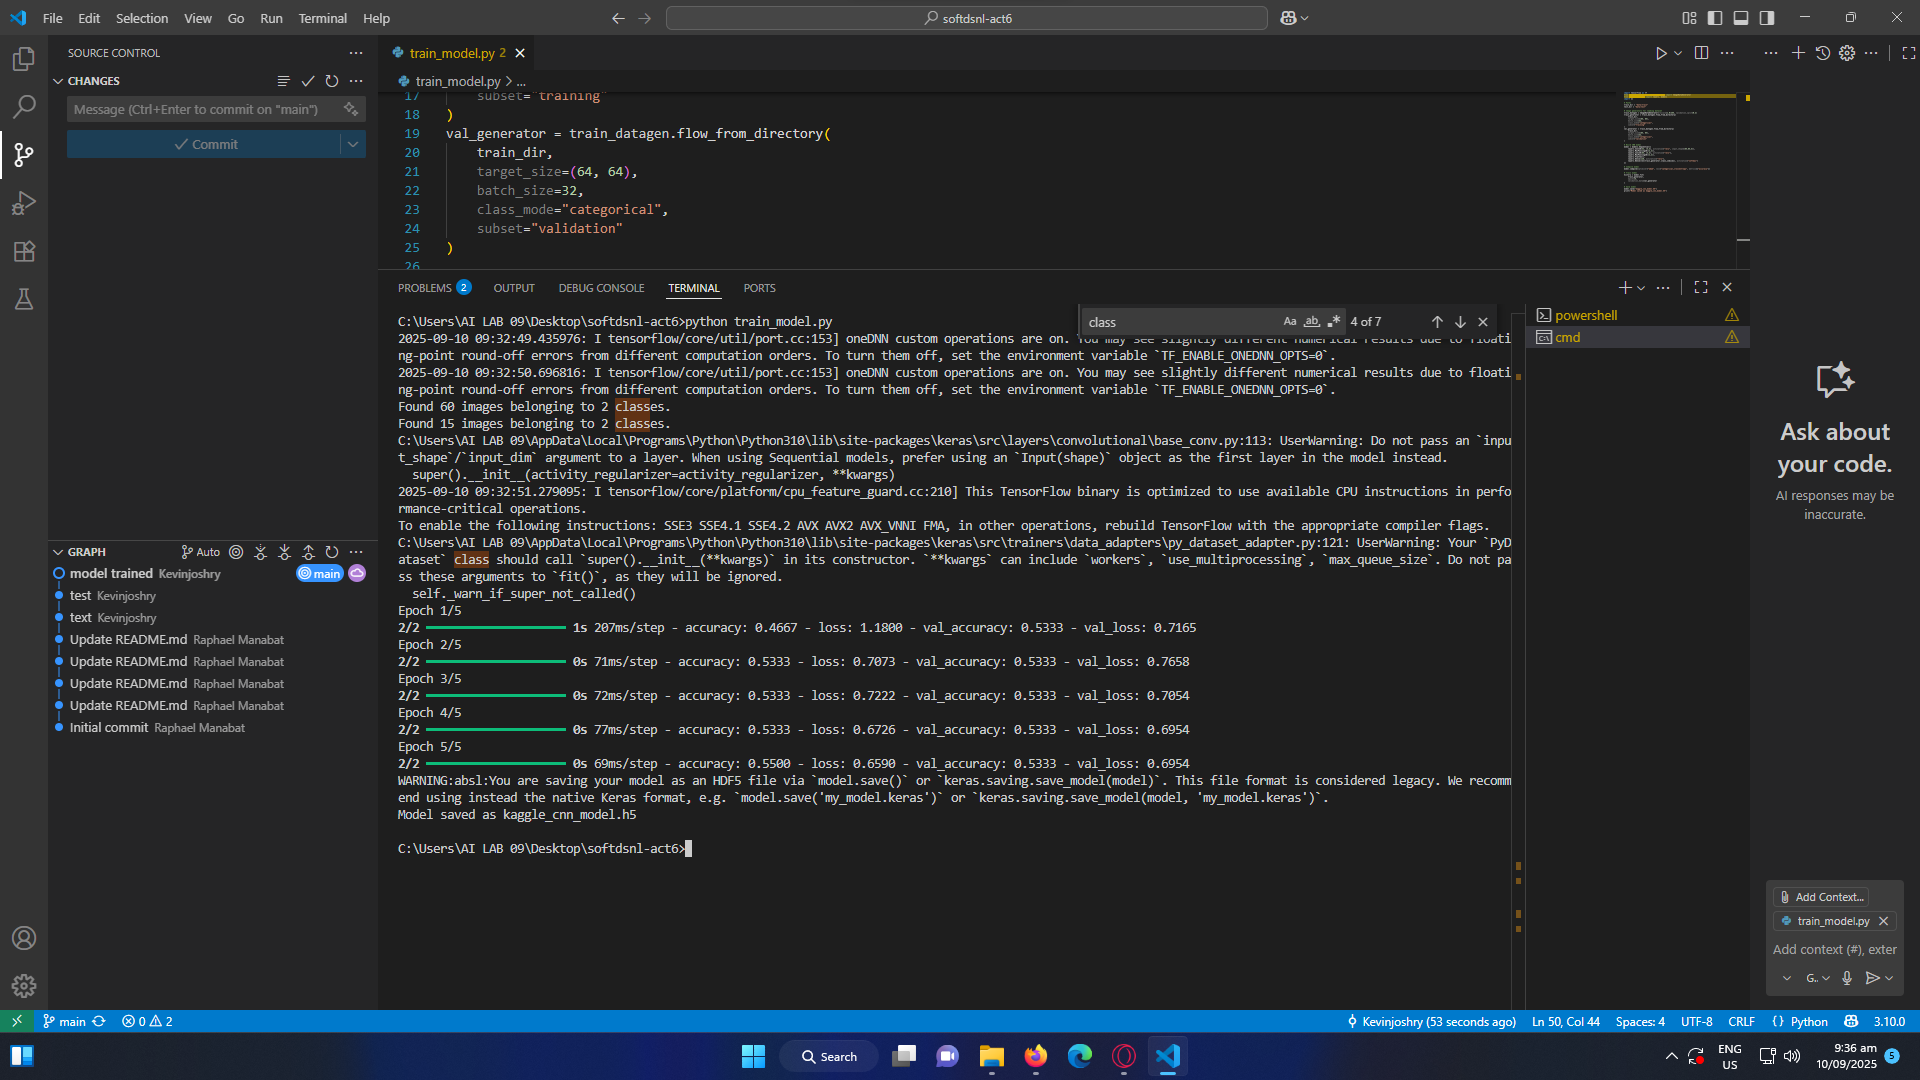 File Edit Selection View Go Run Terminal Help
softdsnl-act6
SOURCE CONTROL
CHANGES
Message (Ctrl+Enter to commit on "main")
Commit
GRAPH
Auto
model trained Kevinjoshry
main
test Kevinjoshry
text Kevinjoshry
Update README.md Raphael Manabat
Update README.md Raphael Manabat
Update README.md Raphael Manabat
Update README.md Raphael Manabat
Initial commit Raphael Manabat
train_model.py 2
train_model.py > ...
17 subset="training"
18 )
19 val_generator = train_datagen.flow_from_directory(
20 train_dir,
21 target_size=(64, 64),
22 batch_size=32,
23 class_mode="categorical",
24 subset="validation"
25 )
26
PROBLEMS 2 OUTPUT DEBUG CONSOLE TERMINAL PORTS
class
Aa ab 4 of 7
powershell
cmd
C:\Users\AI LAB 09\Desktop\softdsnl-act6>python train_model.py
2025-09-10 09:32:49.435976: I tensorflow/core/util/port.cc:153] oneDNN custom operations are on. You may see slightly different numerical results due to floati
ng-point round-off errors from different computation orders. To turn them off, set the environment variable `TF_ENABLE_ONEDNN_OPTS=0`.
2025-09-10 09:32:50.696816: I tensorflow/core/util/port.cc:153] oneDNN custom operations are on. You may see slightly different numerical results due to floati
ng-point round-off errors from different computation orders. To turn them off, set the environment variable `TF_ENABLE_ONEDNN_OPTS=0`.
Found 60 images belonging to 2 classes.
Found 15 images belonging to 2 classes.
C:\Users\AI LAB 09\AppData\Local\Programs\Python\Python310\lib\site-packages\keras\src\layers\convolutional\base_conv.py:113: UserWarning: Do not pass an `inpu
t_shape`/`input_dim` argument to a layer. When using Sequential models, prefer using an `Input(shape)` object as the first layer in the model instead.
super().__init__(activity_regularizer=activity_regularizer, **kwargs)
2025-09-10 09:32:51.279095: I tensorflow/core/platform/cpu_feature_guard.cc:210] This TensorFlow binary is optimized to use available CPU instructions in perfo
rmance-critical operations.
To enable the following instructions: SSE3 SSE4.1 SSE4.2 AVX AVX2 AVX_VNNI FMA, in other operations, rebuild TensorFlow with the appropriate compiler flags.
C:\Users\AI LAB 09\AppData\Local\Programs\Python\Python310\lib\site-packages\keras\src\trainers\data_adapters\py_dataset_adapter.py:121: UserWarning: Your `PyD
ataset` class should call `super().__init__(**kwargs)` in its constructor. `**kwargs` can include `workers`, `use_multiprocessing`, `max_queue_size`. Do not pa
ss these arguments to `fit()`, as they will be ignored.
self._warn_if_super_not_called()
Epoch 1/5
2/2 1s 207ms/step - accuracy: 0.4667 - loss: 1.1800 - val_accuracy: 0.5333 - val_loss: 0.7165
Epoch 2/5
2/2 0s 71ms/step - accuracy: 0.5333 - loss: 0.7073 - val_accuracy: 0.5333 - val_loss: 0.7658
Epoch 3/5
2/2 0s 72ms/step - accuracy: 0.5333 - loss: 0.7222 - val_accuracy: 0.5333 - val_loss: 0.7054
Epoch 4/5
2/2 0s 77ms/step - accuracy: 0.5333 - loss: 0.6726 - val_accuracy: 0.5333 - val_loss: 0.6954
Epoch 5/5
2/2 0s 69ms/step - accuracy: 0.5500 - loss: 0.6590 - val_accuracy: 0.5333 - val_loss: 0.6954
WARNING:absl:You are saving your model as an HDF5 file via `model.save()` or `keras.saving.save_model(model)`. This file format is considered legacy. We recomm
end using instead the native Keras format, e.g. `model.save('my_model.keras')` or `keras.saving.save_model(model, 'my_model.keras')`.
Model saved as kaggle_cnn_model.h5
C:\Users\AI LAB 09\Desktop\softdsnl-act6>
Ask about
your code.
AI responses may be
inaccurate.
Add Context...
train_model.py
Add context (#), exter
G..
main 0 2
Kevinjoshry (53 seconds ago) Ln 50, Col 44 Spaces: 4 UTF-8 CRLF Python 3.10.0
Search
ENG
US
9:36 am
10/09/2025
5